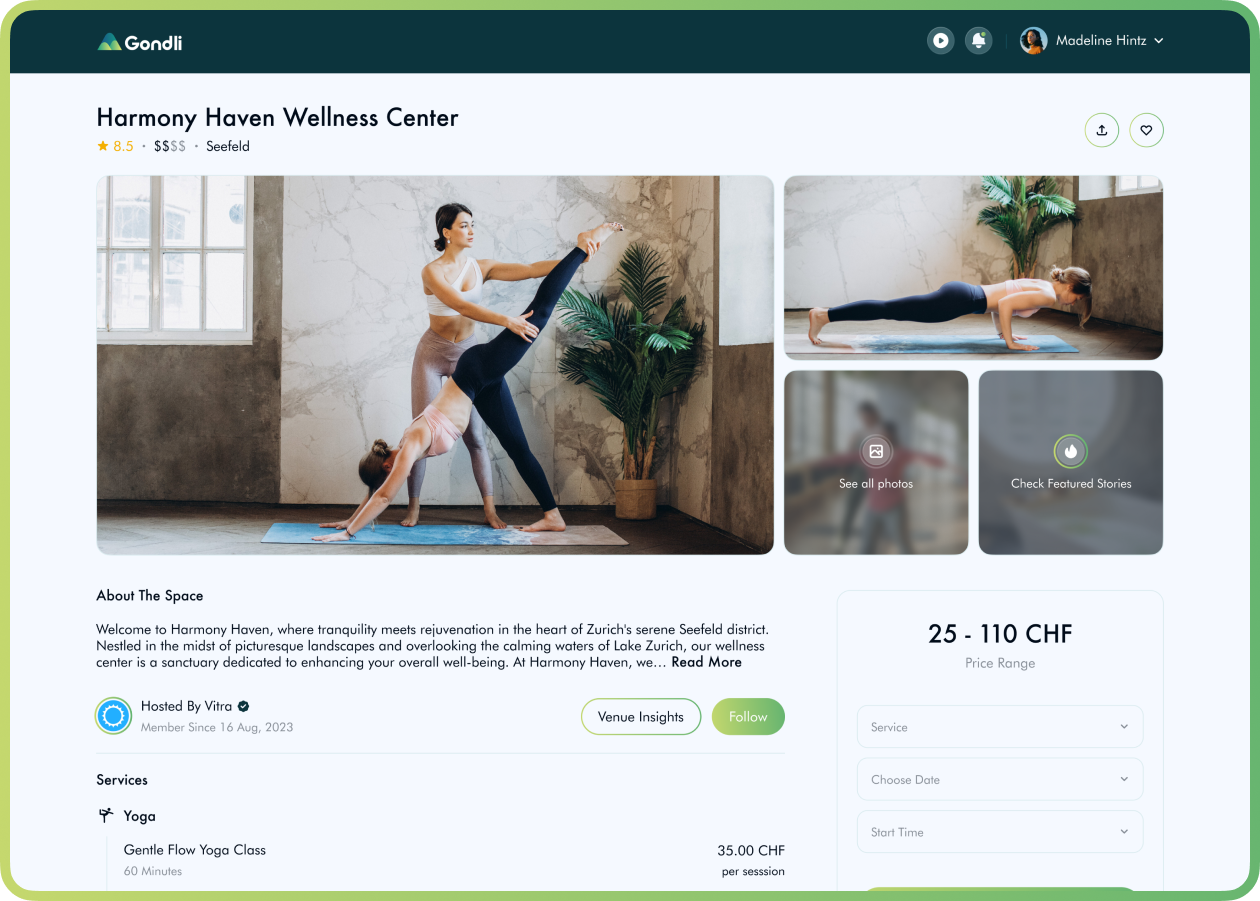 Gondli
Madeline Hintz
Harmony Haven Wellness Center
8.5 · $$$$ · Seefeld
See all photos
Check Featured Stories
About The Space
Welcome to Harmony Haven, where tranquility meets rejuvenation in the heart of Zurich's serene Seefeld district.
Nestled in the midst of picturesque landscapes and overlooking the calming waters of Lake Zurich, our wellness
center is a sanctuary dedicated to enhancing your overall well-being. At Harmony Haven, we... Read More
Hosted By Vitra
Member Since 16 Aug, 2023
Venue Insights
Follow
Services
Yoga
Gentle Flow Yoga Class
60 Minutes
35.00 CHF
per sesssion
25 - 110 CHF
Price Range
Service
Choose Date
Start Time